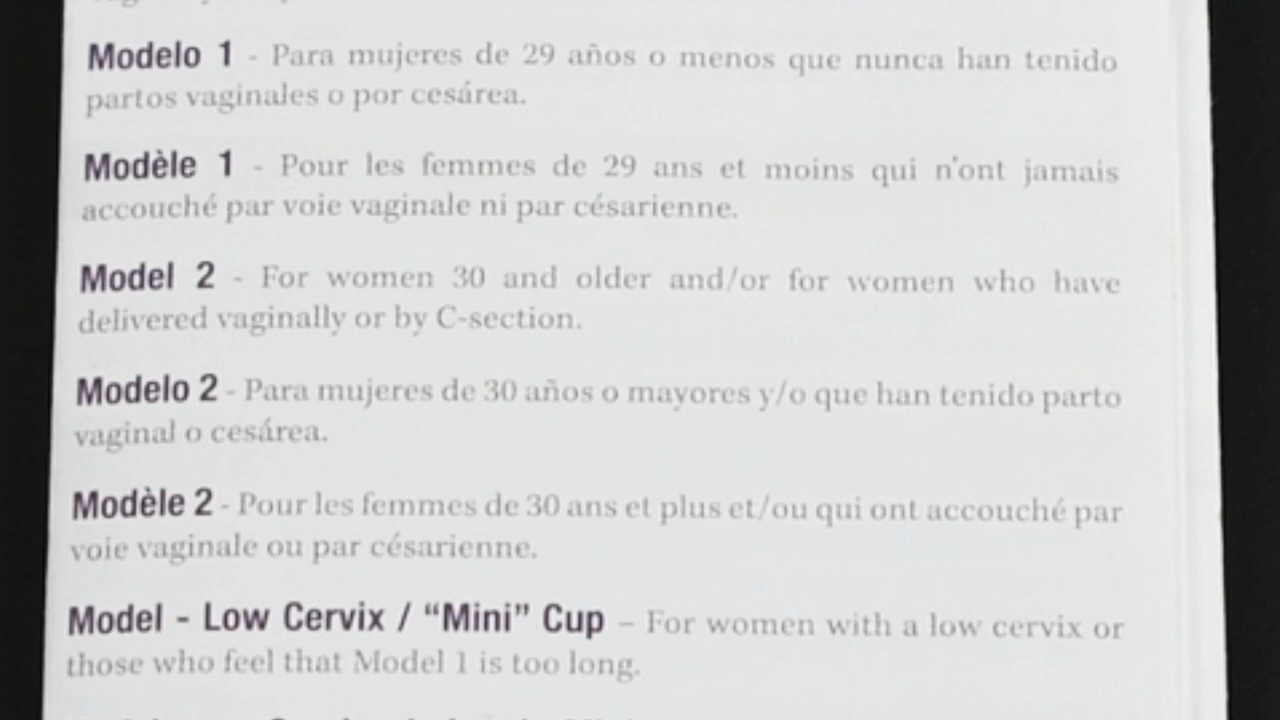 Modelo 1 - Para mujeres de 29 años o menos que nunca han tenido
partos vaginales o por cesárea.
Modèle 1 - Pour les femmes de 29 ans et moins qui n'ont jamais
accouché par voie vaginale ni par césarienne.
Model 2 - For women 30 and older and/or for women who have
delivered vaginally or by C-section.
Modelo 2 - Para mujeres de 30 años o mayores y/o que han tenido parto
vaginal o cesárea.
Modèle 2 - Pour les femmes de 30 ans et plus et/ou qui ont accouché par
voie vaginale ou par césarienne.
Model - Low Cervix / “Mini” Cup – For women with a low cervix or
those who feel that Model 1 is too long.